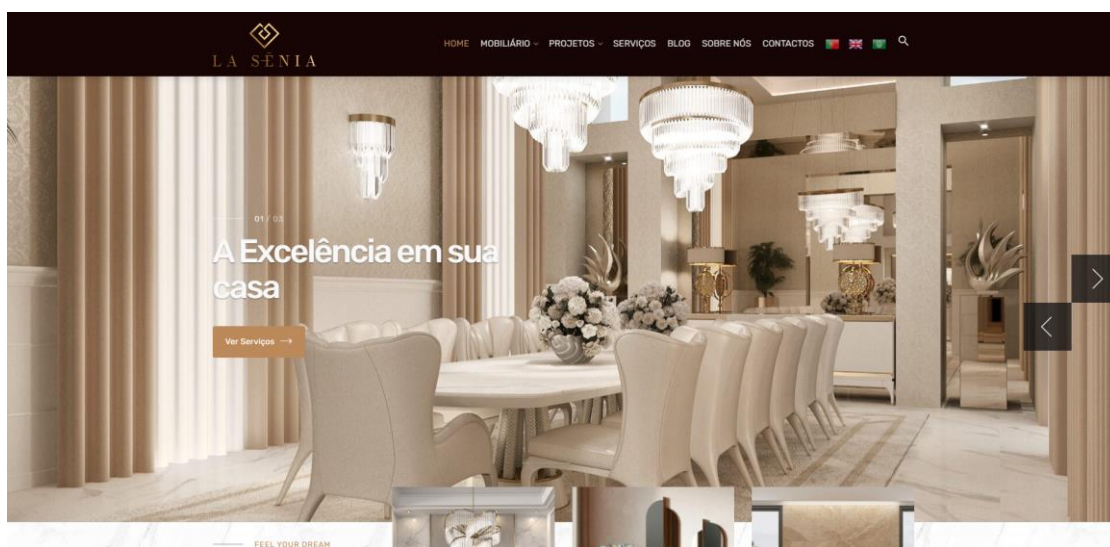 LA SĒNIA
HOME MOBILIÁRIO PROJETOS SERVIÇOS BLOG SOBRE NÓS CONTACTOS
01 / 03
A Excelência em sua
casa
Ver Serviços →
FEEL YOUR DREAM